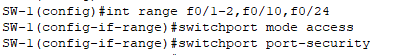 SW-1(config)#int range f0/1-2,f0/10,f0/24
SW-1(config-if-range)#switchport mode access
SW-1(config-if-range)#switchport port-security